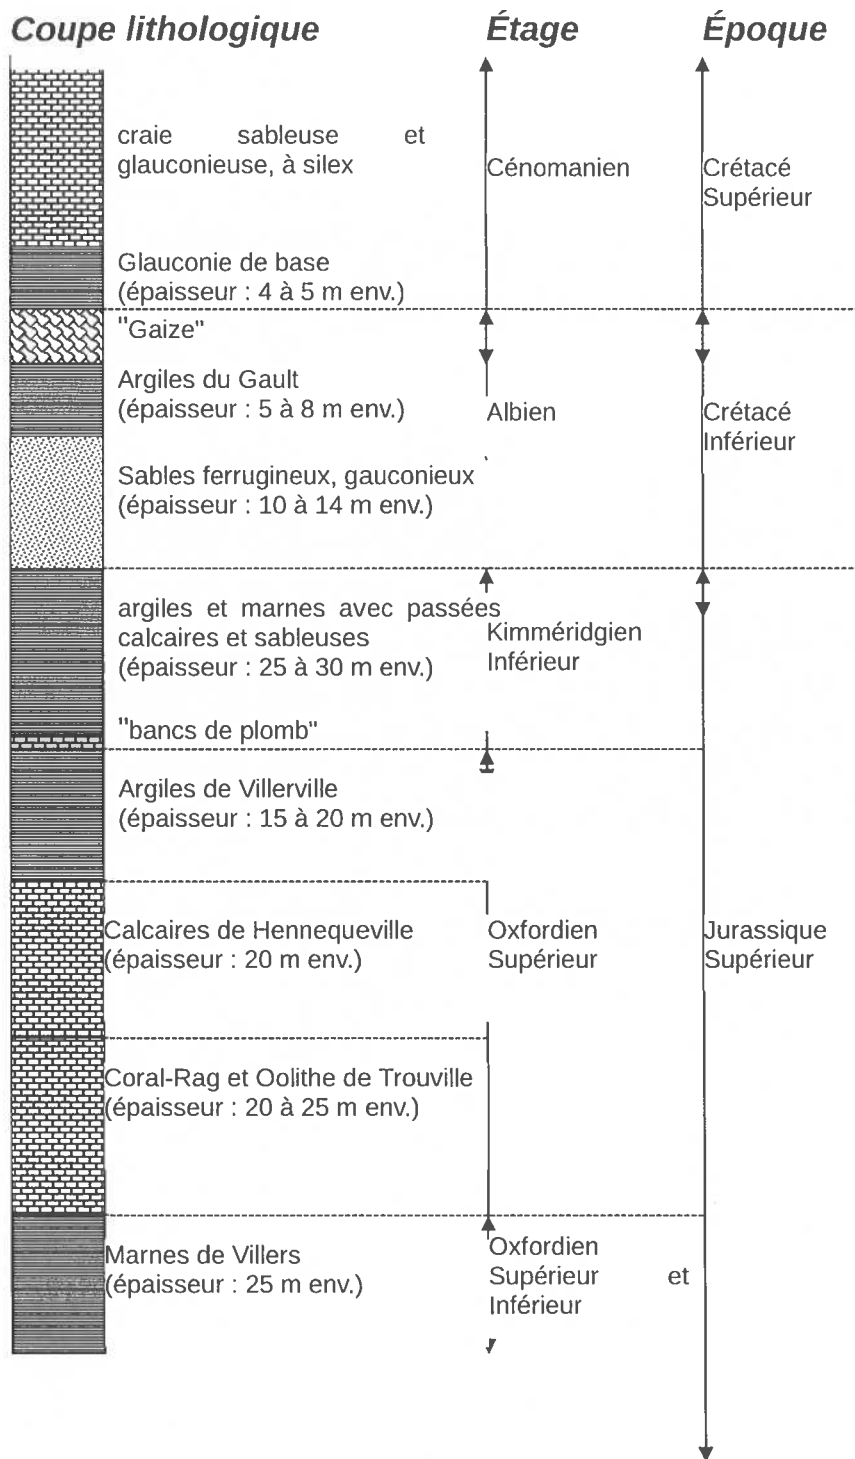 Coupe lithologique Étage Époque
craie sableuse et
glauconieuse, à silex
Cénomanien
Crétacé
Supérieur
Glauconie de base
(épaisseur : 4 à 5 m env.)
"Gaize"
Argiles du Gault
(épaisseur : 5 à 8 m env.)
Albien
Crétacé
Inférieur
Sables ferrugineux, gauconieux
(épaisseur : 10 à 14 m env.)
argiles et marnes avec passées
calcaires et sableuses
(épaisseur : 25 à 30 m env.)
Kimméridgien
Inférieur
"bancs de plomb"
Argiles de Villerville
(épaisseur : 15 à 20 m env.)
Calcaires de Hennequeville
(épaisseur : 20 m env.)
Oxfordien
Supérieur
Jurassique
Supérieur
Coral-Rag et Oolithe de Trouville
(épaisseur : 20 à 25 m env.)
Marnes de Villers
(épaisseur : 25 m env.)
Oxfordien
Supérieur et
Inférieur